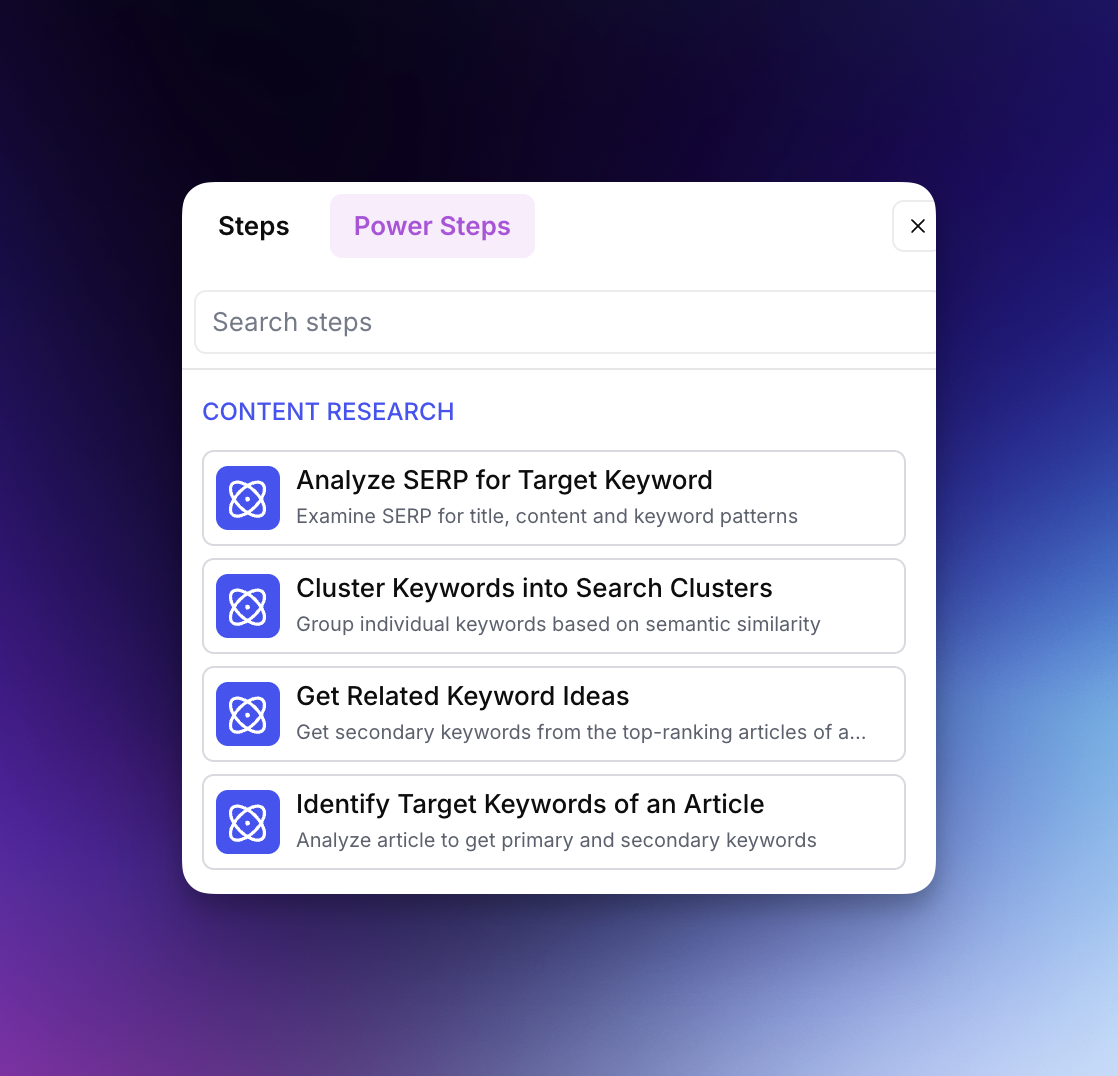 Steps
Power Steps
Search steps
CONTENT RESEARCH
Analyze SERP for Target Keyword
Examine SERP for title, content and keyword patterns
Cluster Keywords into Search Clusters
Group individual keywords based on semantic similarity
Get Related Keyword Ideas
Get secondary keywords from the top-ranking articles of a...
Identify Target Keywords of an Article
Analyze article to get primary and secondary keywords